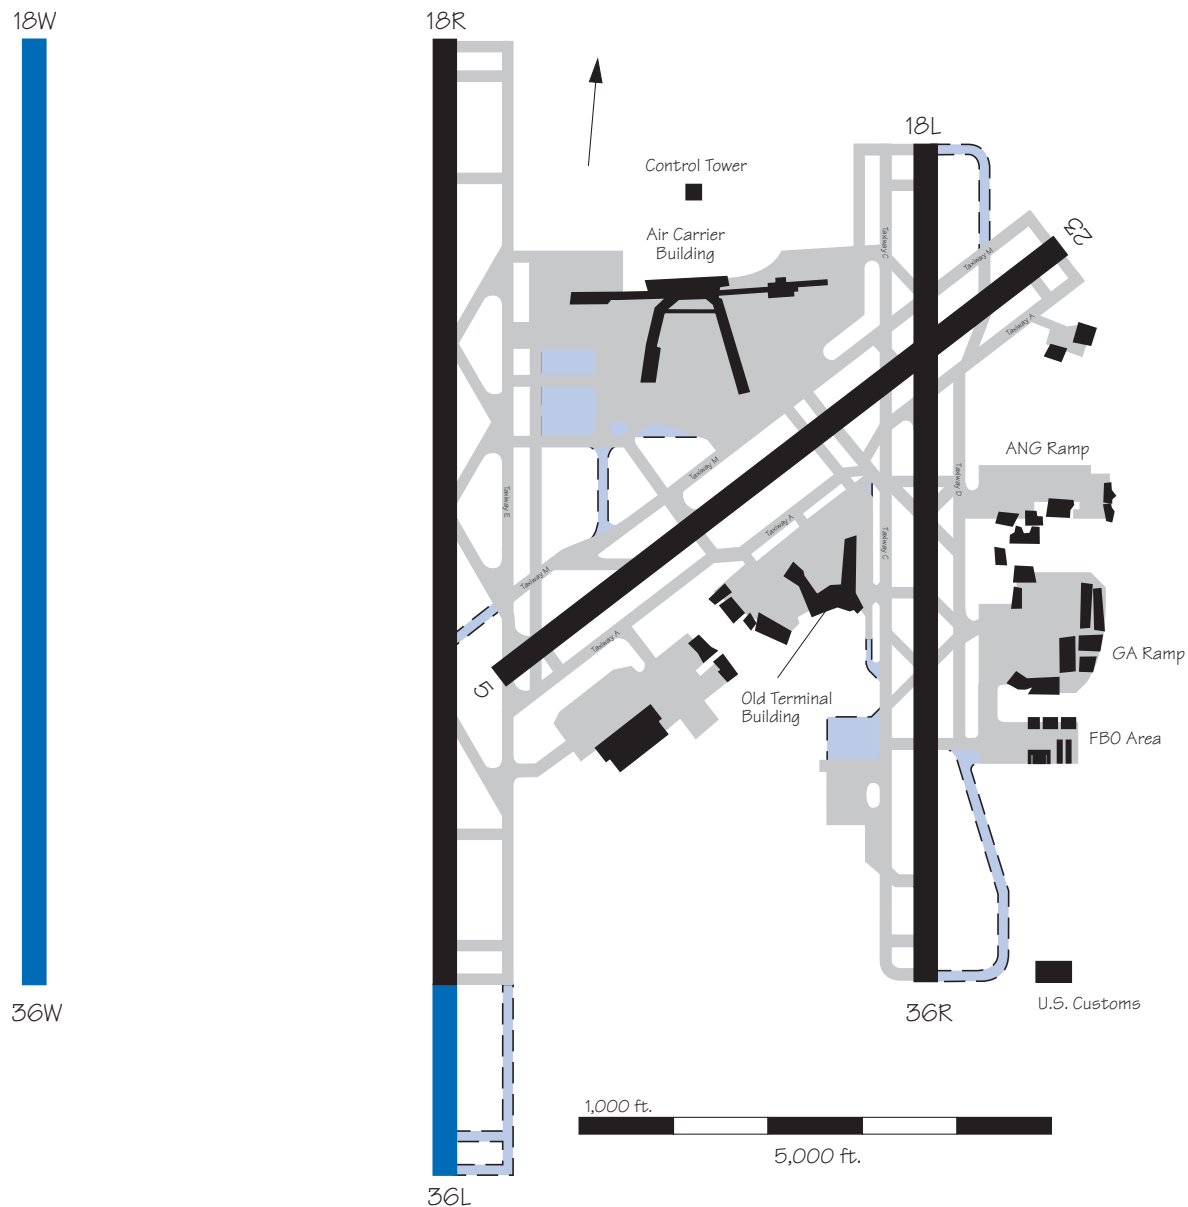 18W
18R
18L
Control Tower
Air Carrier
Building
23
Taxiway C
Taxiway M
Taxiway A
ANG Ramp
Taxiway M
Taxiway D
Taxiway E
Taxiway A
Taxiway C
Taxiway M
Taxiway A
GA Ramp
5
Old Terminal
Building
FBO Area
36W
36R
U.S. Customs
1,000 ft.
5,000 ft.
36L